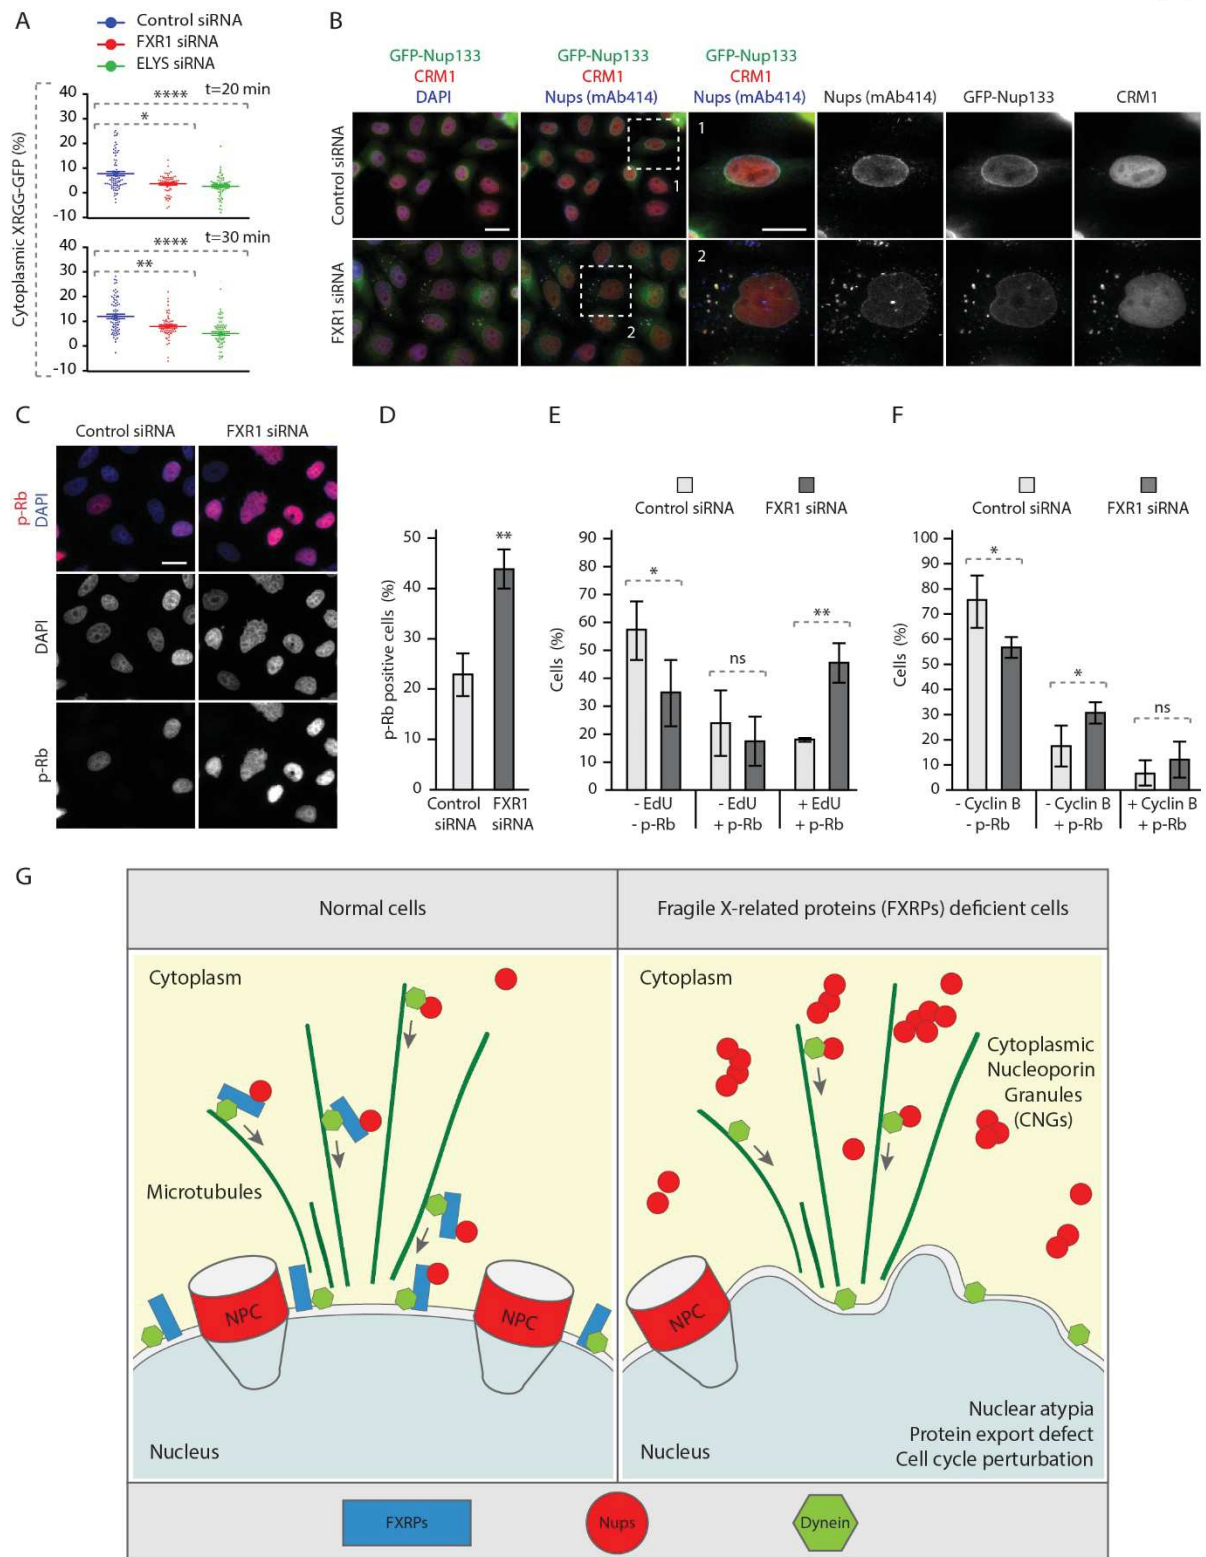 A
Control siRNA
FXR1 siRNA
ELYS siRNA
Cytoplasmic XRGG-GFP (%)
t=20 min
****
*
40
30
20
10
0
-10
t=30 min
****
**
40
30
20
10
0
-10
B
GFP-Nup133
CRM1
DAPI
GFP-Nup133
CRM1
Nups (mAb414)
GFP-Nup133
CRM1
Nups (mAb414)
Nups (mAb414)
GFP-Nup133
CRM1
Control siRNA
1
1
FXR1 siRNA
2
2
C
Control siRNA
FXR1 siRNA
p-Rb
DAPI
DAPI
p-Rb
D
p-Rb positive cells (%)
50
40
30
20
10
0
**
Control
siRNA
FXR1
siRNA
E
Control siRNA
FXR1 siRNA
Cells (%)
90
80
70
60
50
40
30
20
10
0
*
ns
**
- EdU
- p-Rb
- EdU
+ p-Rb
+ EdU
+ p-Rb
F
Control siRNA
FXR1 siRNA
Cells (%)
100
90
80
70
60
50
40
30
20
10
0
*
*
ns
- Cyclin B
- p-Rb
- Cyclin B
+ p-Rb
+ Cyclin B
+ p-Rb
G
Normal cells
Fragile X-related proteins (FXRPs) deficient cells
Cytoplasm
Microtubules
NPC
NPC
Nucleus
Cytoplasm
Cytoplasmic
Nucleoporin
Granules
(CNGs)
NPC
Nucleus
Nuclear atypia
Protein export defect
Cell cycle perturbation
FXRPs
Nups
Dynein